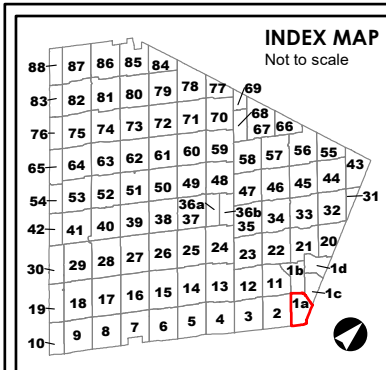 INDEX MAP
Not to scale
88 87 86 85 84
83 82 81 80 79 78 77 69
76 75 74 73 72 71 70 68
67 66
65 64 63 62 61 60 59 58 57 56 55 43
54 53 52 51 50 49 48 47 46 45 44 31
36a 36b
42 41 40 39 38 37 35 34 33 32
30 29 28 27 26 25 24 23 22 21 20
1b 1d
19 18 17 16 15 14 13 12 11 1c
1a
10 9 8 7 6 5 4 3 2